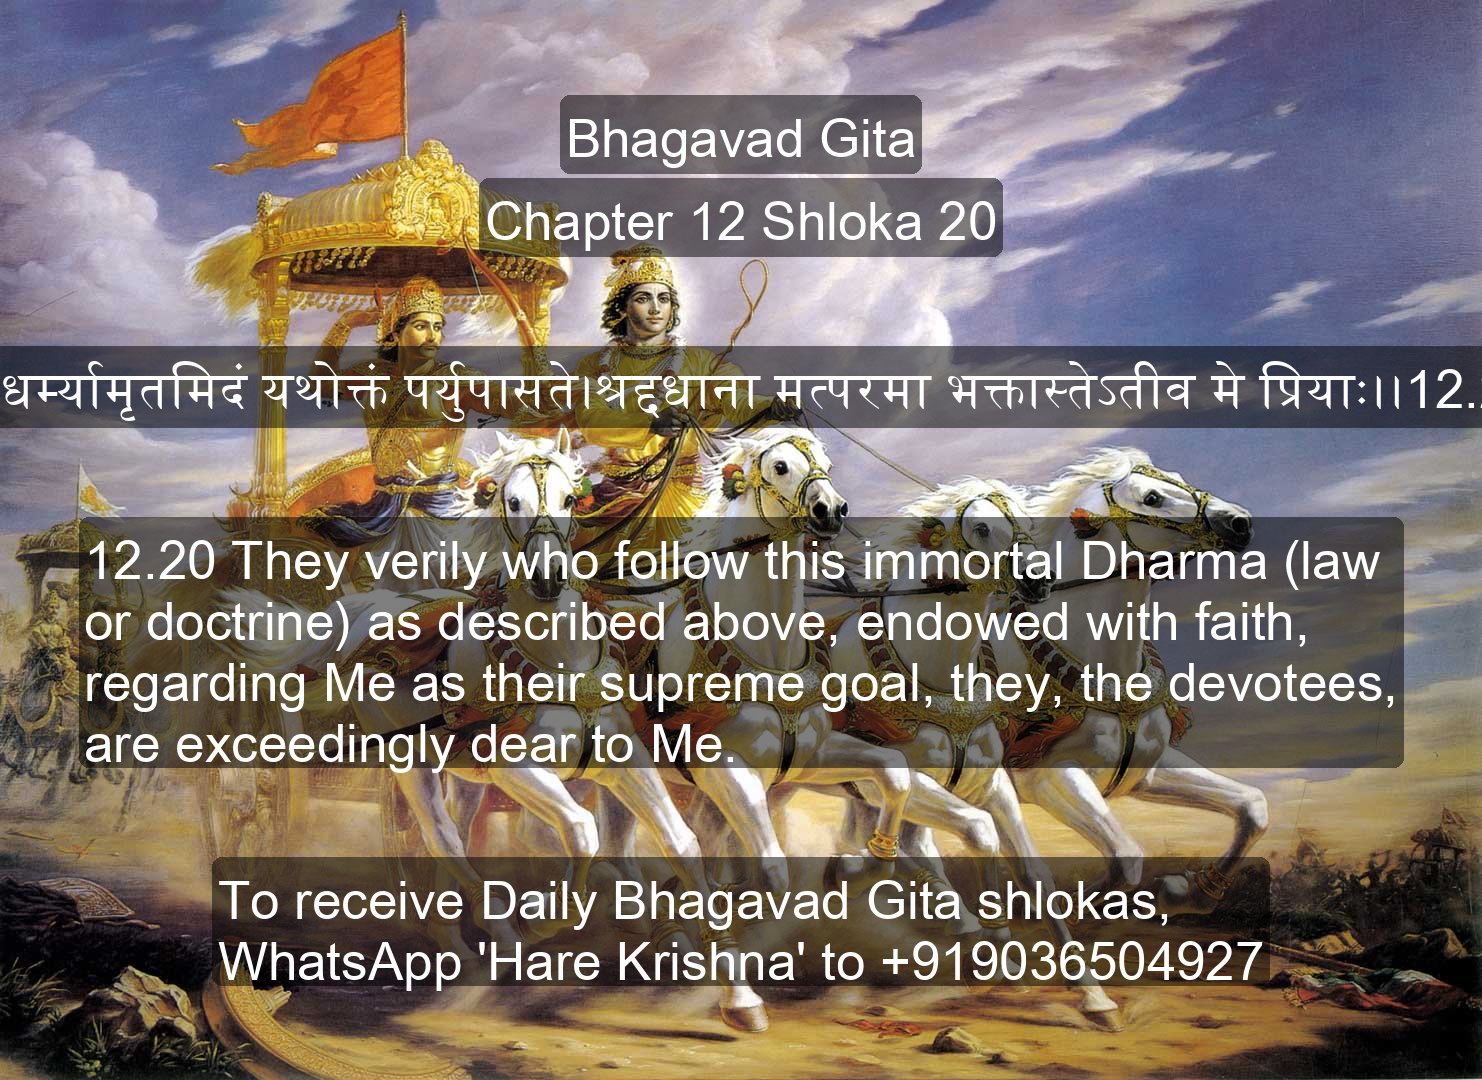 Bhagavad Gita
Chapter 12 Shloka 20
धर्म्यामृतमिदं यथोक्तं पर्युपासते।श्रद्दधाना मत्परमा भक्तास्तेऽतीव मे प्रियाः।।12.
12.20 They verily who follow this immortal Dharma (law
or doctrine) as described above, endowed with faith,
regarding Me as their supreme goal, they, the devotees,
are exceedingly dear to Me.
To receive Daily Bhagavad Gita shlokas,
WhatsApp 'Hare Krishna' to +919036504927